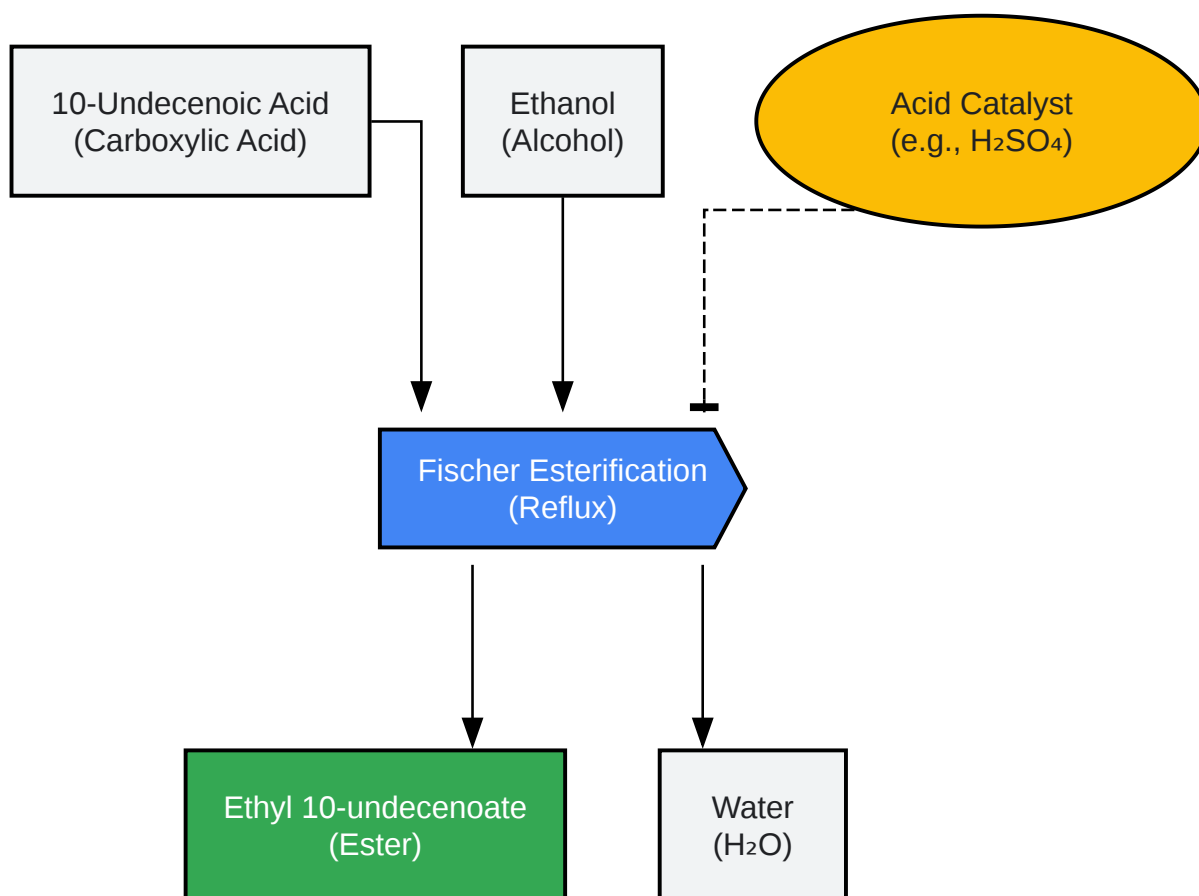 10-Undecenoic Acid
(Carboxylic Acid)
Ethanol
(Alcohol)
Acid Catalyst
(e.g., H₂SO₄)
Fischer Esterification
(Reflux)
Ethyl 10-undecenoate
(Ester)
Water
(H₂O)